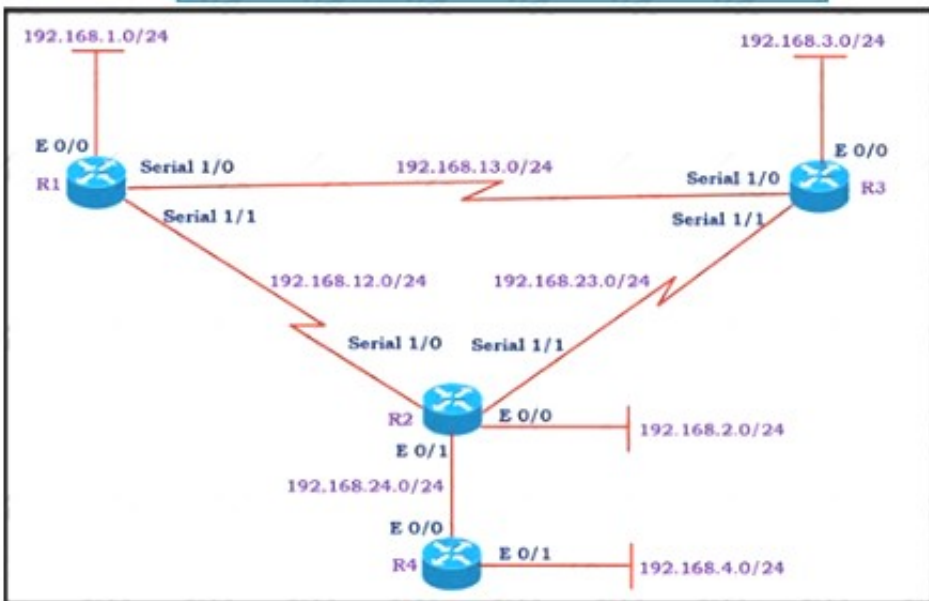 192.168.1.0/24
192.168.3.0/24
E 0/0
E 0/0
R1
Serial 1/0
192.168.13.0/24
Serial 1/0
R3
Serial 1/1
Serial 1/1
192.168.12.0/24
192.168.23.0/24
Serial 1/0
Serial 1/1
R2
E 0/0
192.168.2.0/24
E 0/1
192.168.24.0/24
E 0/0
R4
E 0/1
192.168.4.0/24